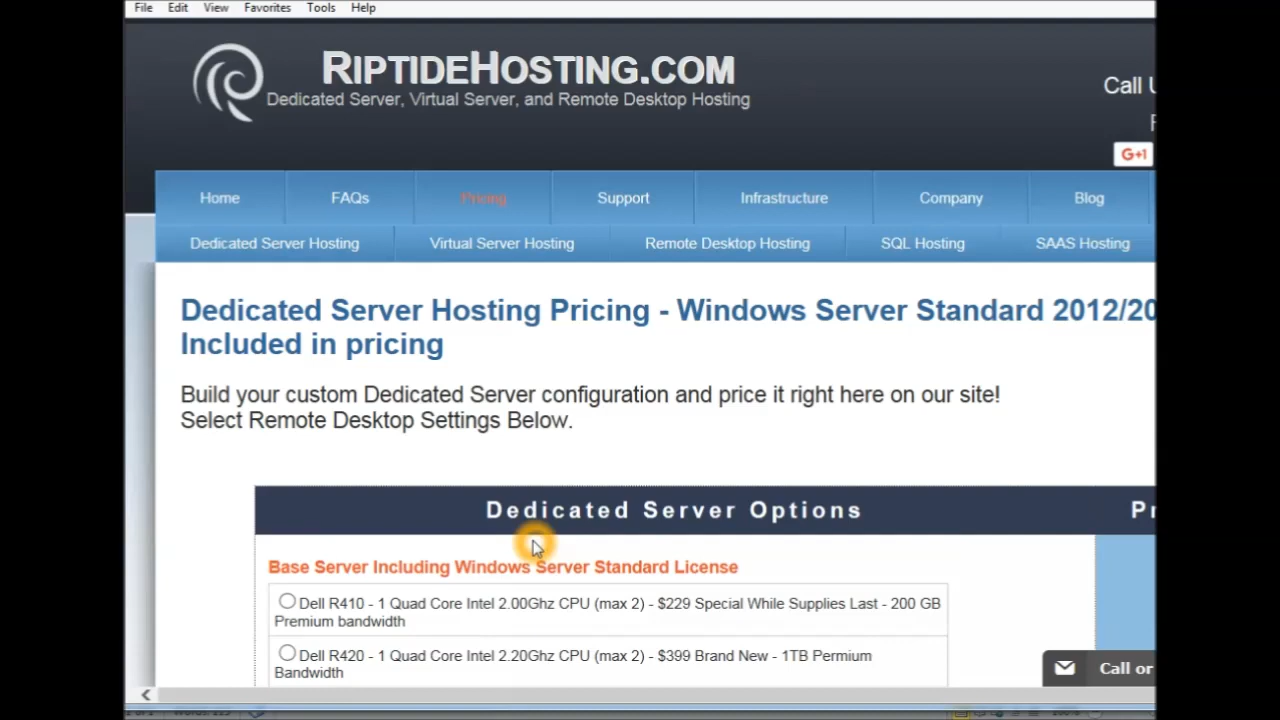 File Edit View Favorites Tools Help
RIPTIDEHOSTING.COM
Dedicated Server, Virtual Server, and Remote Desktop Hosting
Call
G+1
Home FAQs Pricing Support Infrastructure Company Blog
Dedicated Server Hosting Virtual Server Hosting Remote Desktop Hosting SQL Hosting SAAS Hosting
Dedicated Server Hosting Pricing - Windows Server Standard 2012/20
Included in pricing
Build your custom Dedicated Server configuration and price it right here on our site!
Select Remote Desktop Settings Below.
Dedicated Server Options
Base Server Including Windows Server Standard License
Dell R410 - 1 Quad Core Intel 2.00Ghz CPU (max 2) - $229 Special While Supplies Last - 200 GB
Premium bandwidth
Dell R420 - 1 Quad Core Intel 2.20Ghz CPU (max 2) - $399 Brand New - 1TB Permium
Bandwidth
Call or